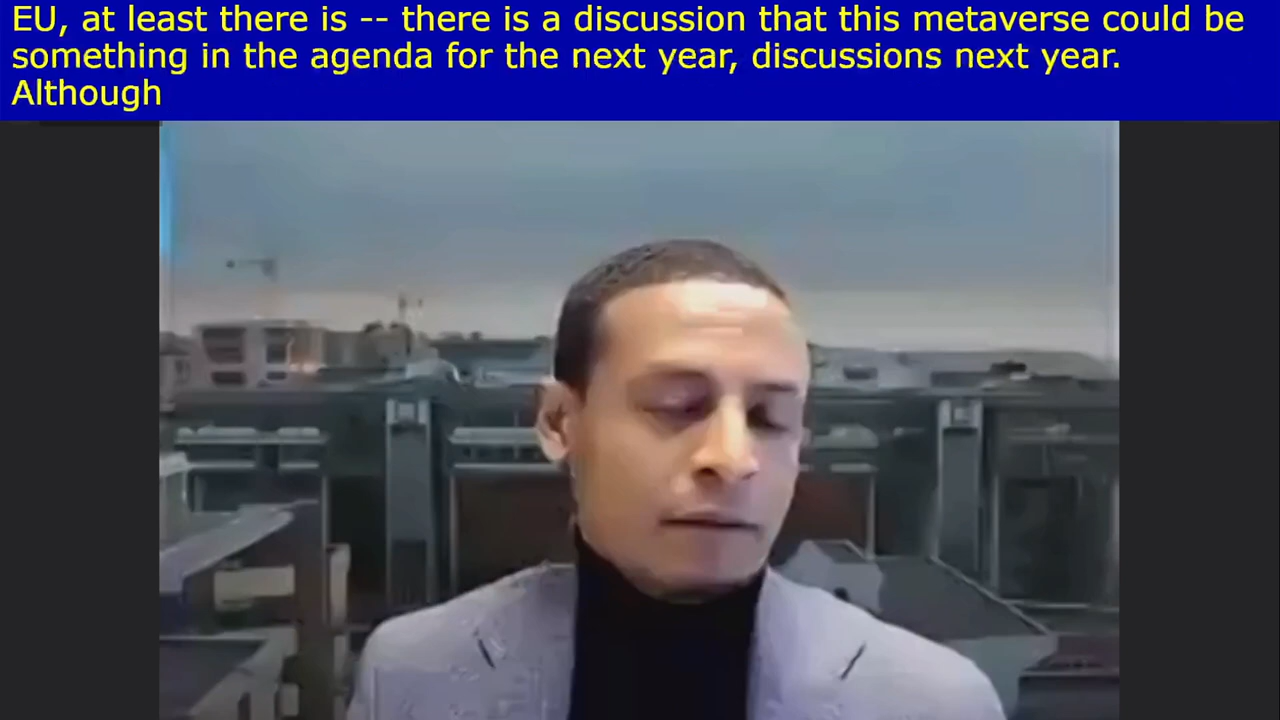 EU, at least there is -- there is a discussion that this metaverse could be
something in the agenda for the next year, discussions next year.
Although